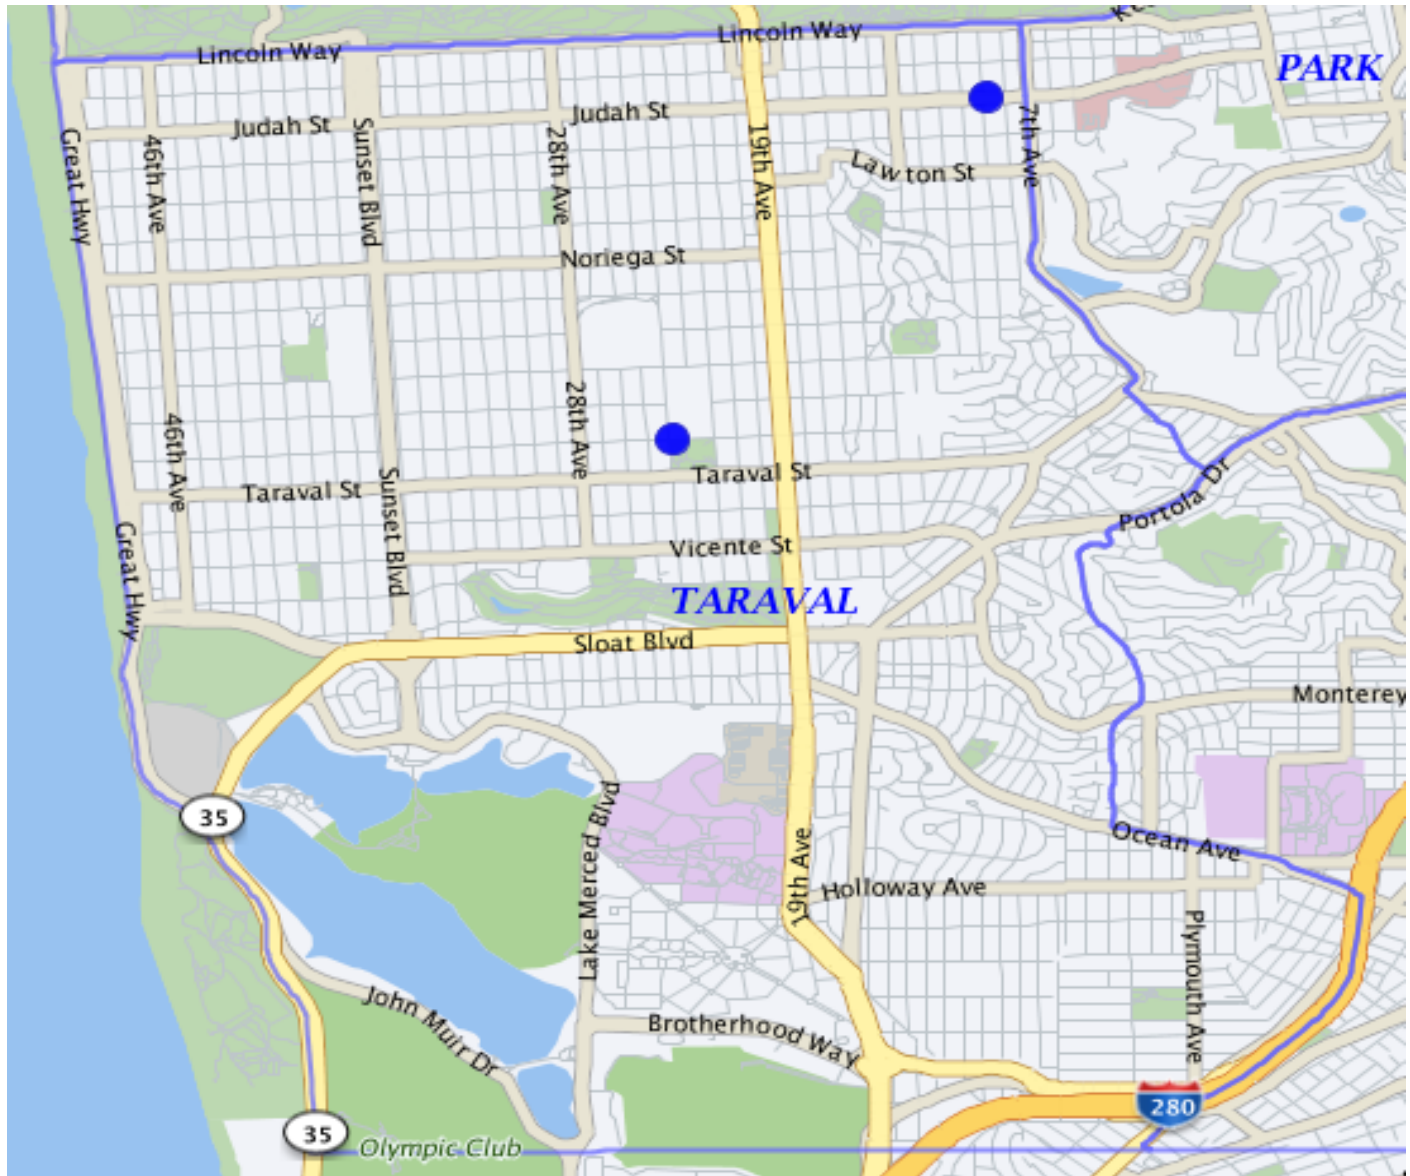 Lincoln Way
Lincoln Way
PARK
Judah St
Judah St
7th Ave
Great Hwy
46th Ave
Sunset Blvd
28th Ave
19th Ave
Lawton St
Noriega St
46th Ave
28th Ave
Taraval St
Taraval St
Sunset Blvd
Portola Dr
Great Hwy
Vicente St
TARAVAL
Sloat Blvd
Monterey
35
Lake Merced Blvd
Ocean Ave
19th Ave
Holloway Ave
Plymouth Ave
John Muir Dr
Brotherhood Way
280
35
Olympic Club